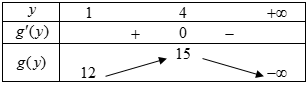 y 1 4 +∞
g′(y) + 0 −
15
g(y)
12 −∞